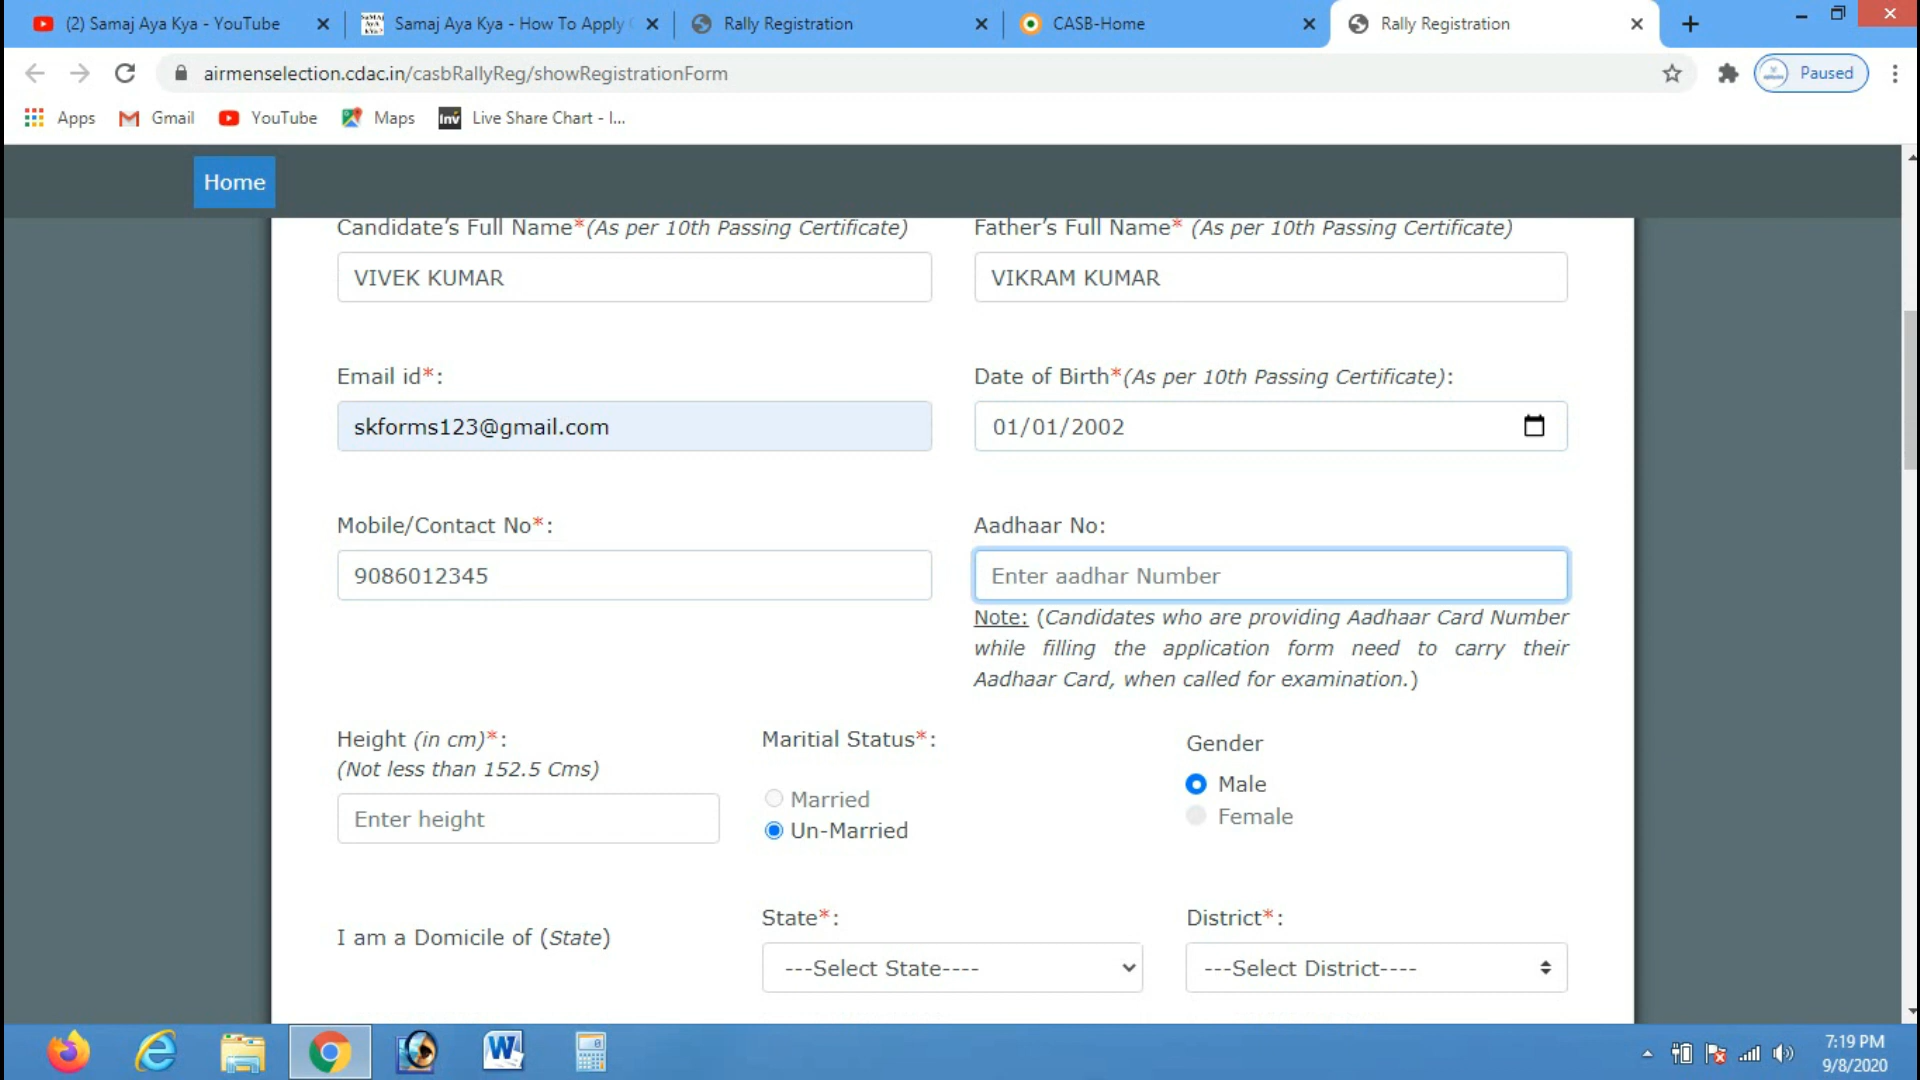 (2) Samaj Aya Kya - YouTube
Samaj Aya Kya - How To Apply
Rally Registration
CASB-Home
Rally Registration
airmenselection.cdac.in/casbRallyReg/showRegistrationForm
Paused
Apps
Gmail
YouTube
Maps
Inv
Live Share Chart - I...
Home
Candidate's Full Name*(As per 10th Passing Certificate)
Father's Full Name* (As per 10th Passing Certificate)
VIVEK KUMAR
VIKRAM KUMAR
Email id*:
Date of Birth*(As per 10th Passing Certificate):
skforms123@gmail.com
01/01/2002
Mobile/Contact No*:
Aadhaar No:
9086012345
Enter aadhar Number
Note: (Candidates who are providing Aadhaar Card Number
while filling the application form need to carry their
Aadhaar Card, when called for examination.)
Height (in cm)*:
(Not less than 152.5 Cms)
Enter height
Maritial Status*:
Married
Un-Married
Gender
Male
Female
I am a Domicile of (State)
State*:
---Select State----
District*:
---Select District----
7:19 PM
9/8/2020